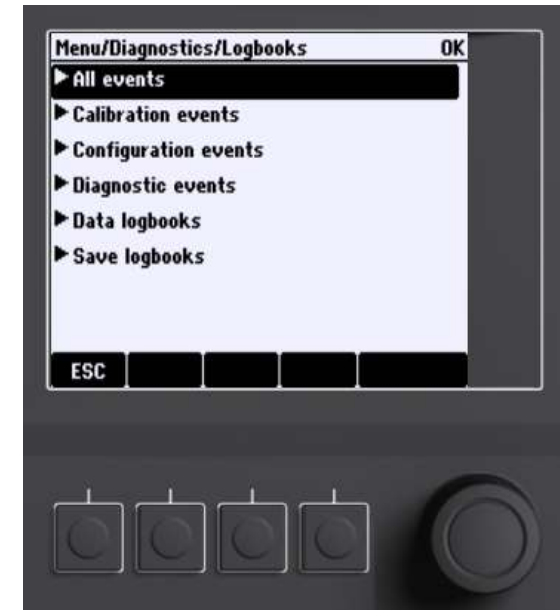 Menu/Diagnostics/Logbooks OK
All events
Calibration events
Configuration events
Diagnostic events
Data logbooks
Save logbooks
ESC